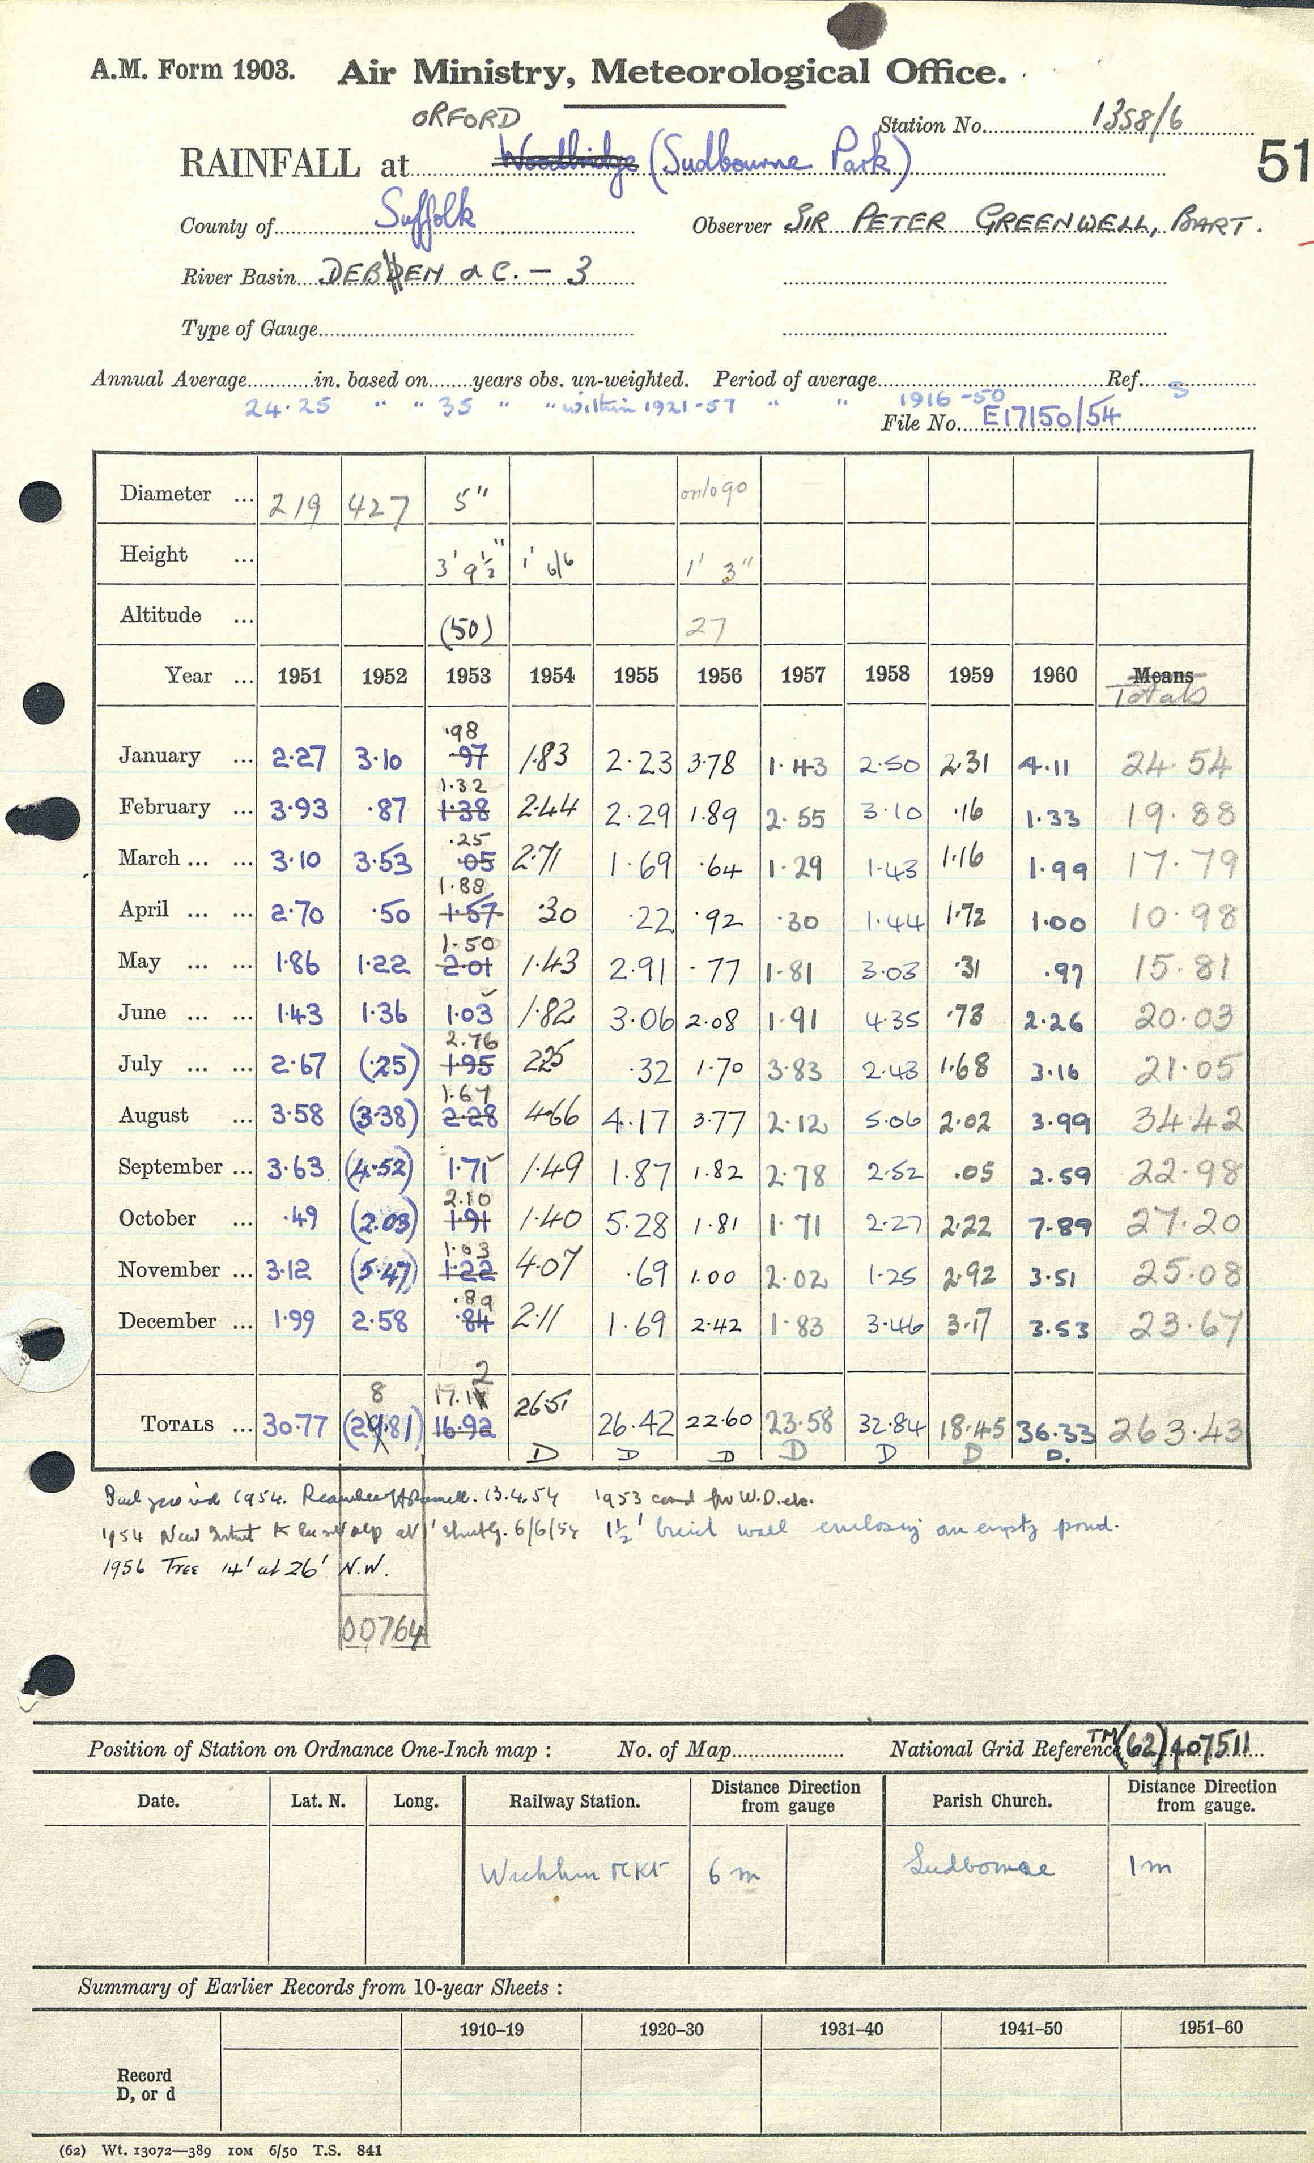 A.M. Form 1903. Air Ministry, Meteorological Office.
ORFORD
Station No. 1358/6
51
RAINFALL at Woodbridge (Sudbourne Park)
County of Suffolk Observer SIR PETER GREENWELL, BART.
River Basin DEBEN &C. - 3
Type of Gauge
Annual Average in. based on years obs. un-weighted. Period of average Ref. S
24.25 " " 35 " " within 1921-57 " " 1916-50
File No. E17150/54
Diameter ... 219 427 5"
Height ... 3' 9½" 1' 6/6 1' 3"
Altitude ... (50) 27
Year ... 1951 1952 1953 1954 1955 1956 1957 1958 1959 1960 Means
Totals
.98
January ... 2.27 3.10 .97 1.83 2.23 3.78 1.43 2.50 2.31 4.11 24.54
1.32
February ... 3.93 .87 1.38 2.44 2.29 1.89 2.55 3.10 .16 1.33 19.88
.25
March ... ... 3.10 3.53 .05 2.71 1.69 .64 1.29 1.43 1.16 1.99 17.79
1.88
April ... ... 2.70 .50 1.57 .30 .22 .92 .30 1.44 1.72 1.00 10.98
1.50
May ... ... 1.86 1.22 2.01 1.43 2.91 .77 1.81 3.03 .31 .97 15.81
June ... ... 1.43 1.36 1.03 1.82 3.06 2.08 1.91 4.35 .73 2.26 20.03
2.76
July ... ... 2.67 (.25) 1.95 2.25 .32 1.70 3.83 2.43 1.68 3.16 21.05
1.67
August ... 3.58 (3.38) 2.28 4.66 4.17 3.77 2.12 5.06 2.02 3.99 34.42
September ... 3.63 (4.52) 1.71 1.49 1.87 1.82 2.78 2.52 .05 2.59 22.98
2.10
October ... .49 (2.03) 1.91 1.40 5.28 1.81 1.71 2.27 2.22 7.89 27.20
1.03
November ... 3.12 (5.47) 1.22 4.07 .69 1.00 2.02 1.25 2.92 3.51 25.08
.89
December ... 1.99 2.58 .84 2.11 1.69 2.42 1.83 3.46 3.17 3.53 23.67
8 17.12
TOTALS ... 30.77 (29.81) 16.92 26.51 26.42 22.60 23.58 32.84 18.45 36.33 263.43
D D D D D D D.
1954. 13.4.54 1953 for W.D. etc.
1954 New 6/6/54 1½' brick wall enclosing an empty pond.
1956 TREE 14' at 26' N.W.
00764
Position of Station on Ordnance One-Inch map : No. of Map National Grid Reference TM (62) 407511
Date. Lat. N. Long. Railway Station. Distance from gauge Direction Parish Church. Distance from gauge. Direction
Wickham MKT 6 m Sudbourne 1 m
Summary of Earlier Records from 10-year Sheets :
1910–19 1920–30 1931–40 1941–50 1951–60
Record
D, or d
(62) Wt. 13072—389 10M 6/50 T.S. 841